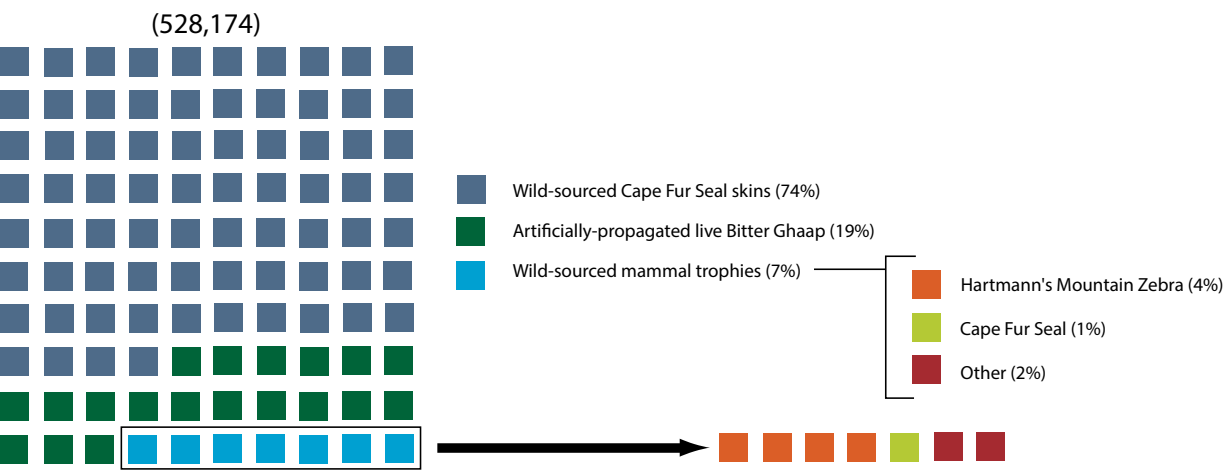 (528,174)
Wild-sourced Cape Fur Seal skins (74%)
Artificially-propagated live Bitter Ghaap (19%)
Wild-sourced mammal trophies (7%)
Hartmann's Mountain Zebra (4%)
Cape Fur Seal (1%)
Other (2%)